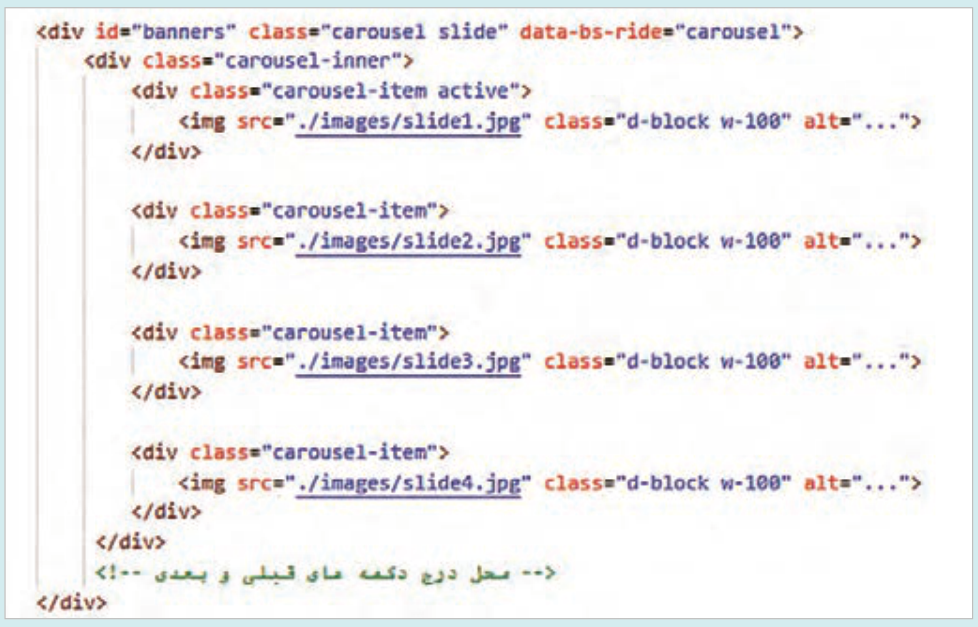 <div id="banners" class="carousel slide" data-bs-ride="carousel">
<div class="carousel-inner">
<div class="carousel-item active">
<img src="./images/slide1.jpg" class="d-block w-100" alt="...">
</div>
<div class="carousel-item">
<img src="./images/slide2.jpg" class="d-block w-100" alt="...">
</div>
<div class="carousel-item">
<img src="./images/slide3.jpg" class="d-block w-100" alt="...">
</div>
<div class="carousel-item">
<img src="./images/slide4.jpg" class="d-block w-100" alt="...">
</div>
</div>
<!-- محل درج دکمه های قبلی و بعدی -->
</div>